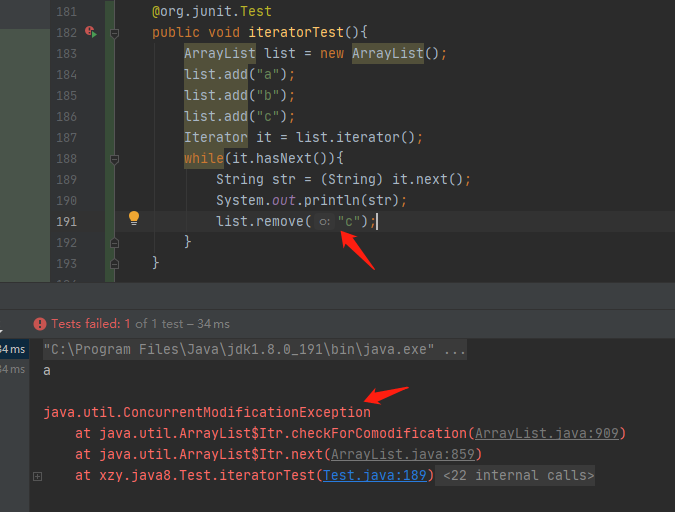 181 @org.junit.Test
182 public void iteratorTest(){
183 ArrayList list = new ArrayList();
184 list.add("a");
185 list.add("b");
186 list.add("c");
187 Iterator it = list.iterator();
188 while(it.hasNext()){
189 String str = (String) it.next();
190 System.out.println(str);
191 list.remove( o: "c");
192 }
193 }
Tests failed: 1 of 1 test – 34 ms
34 ms "C:\Program Files\Java\jdk1.8.0_191\bin\java.exe" ...
34 ms a
java.util.ConcurrentModificationException
at java.util.ArrayList$Itr.checkForComodification(ArrayList.java:909)
at java.util.ArrayList$Itr.next(ArrayList.java:859)
at xzy.java8.Test.iteratorTest(Test.java:189) <22 internal calls>